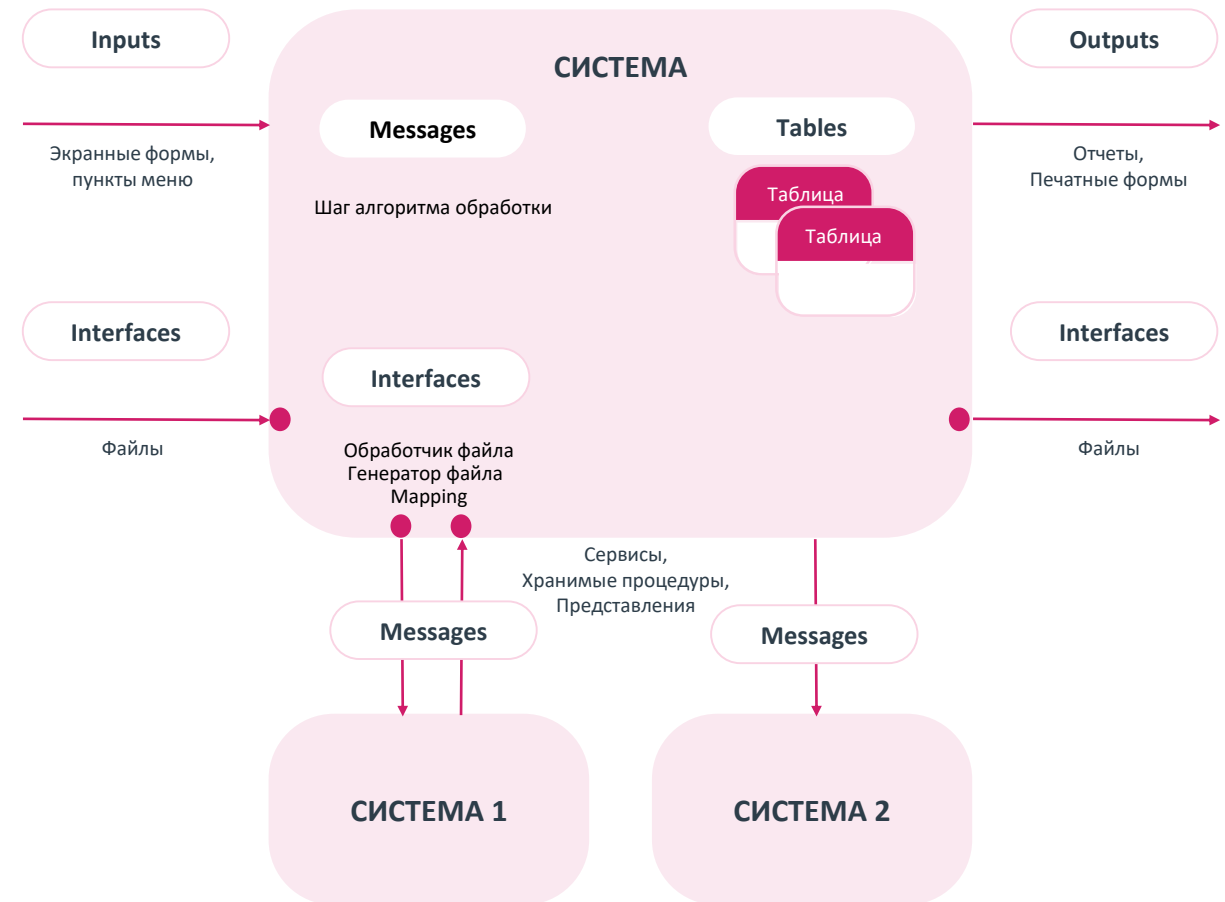 Inputs
СИСТЕМА
Outputs
Messages
Tables
Экранные формы,
пункты меню
Отчеты,
Печатные формы
Шаг алгоритма обработки
Таблица
Таблица
Interfaces
Interfaces
Interfaces
Файлы
Обработчик файла
Генератор файла
Mapping
Файлы
Сервисы,
Хранимые процедуры,
Представления
Messages
Messages
СИСТЕМА 1
СИСТЕМА 2